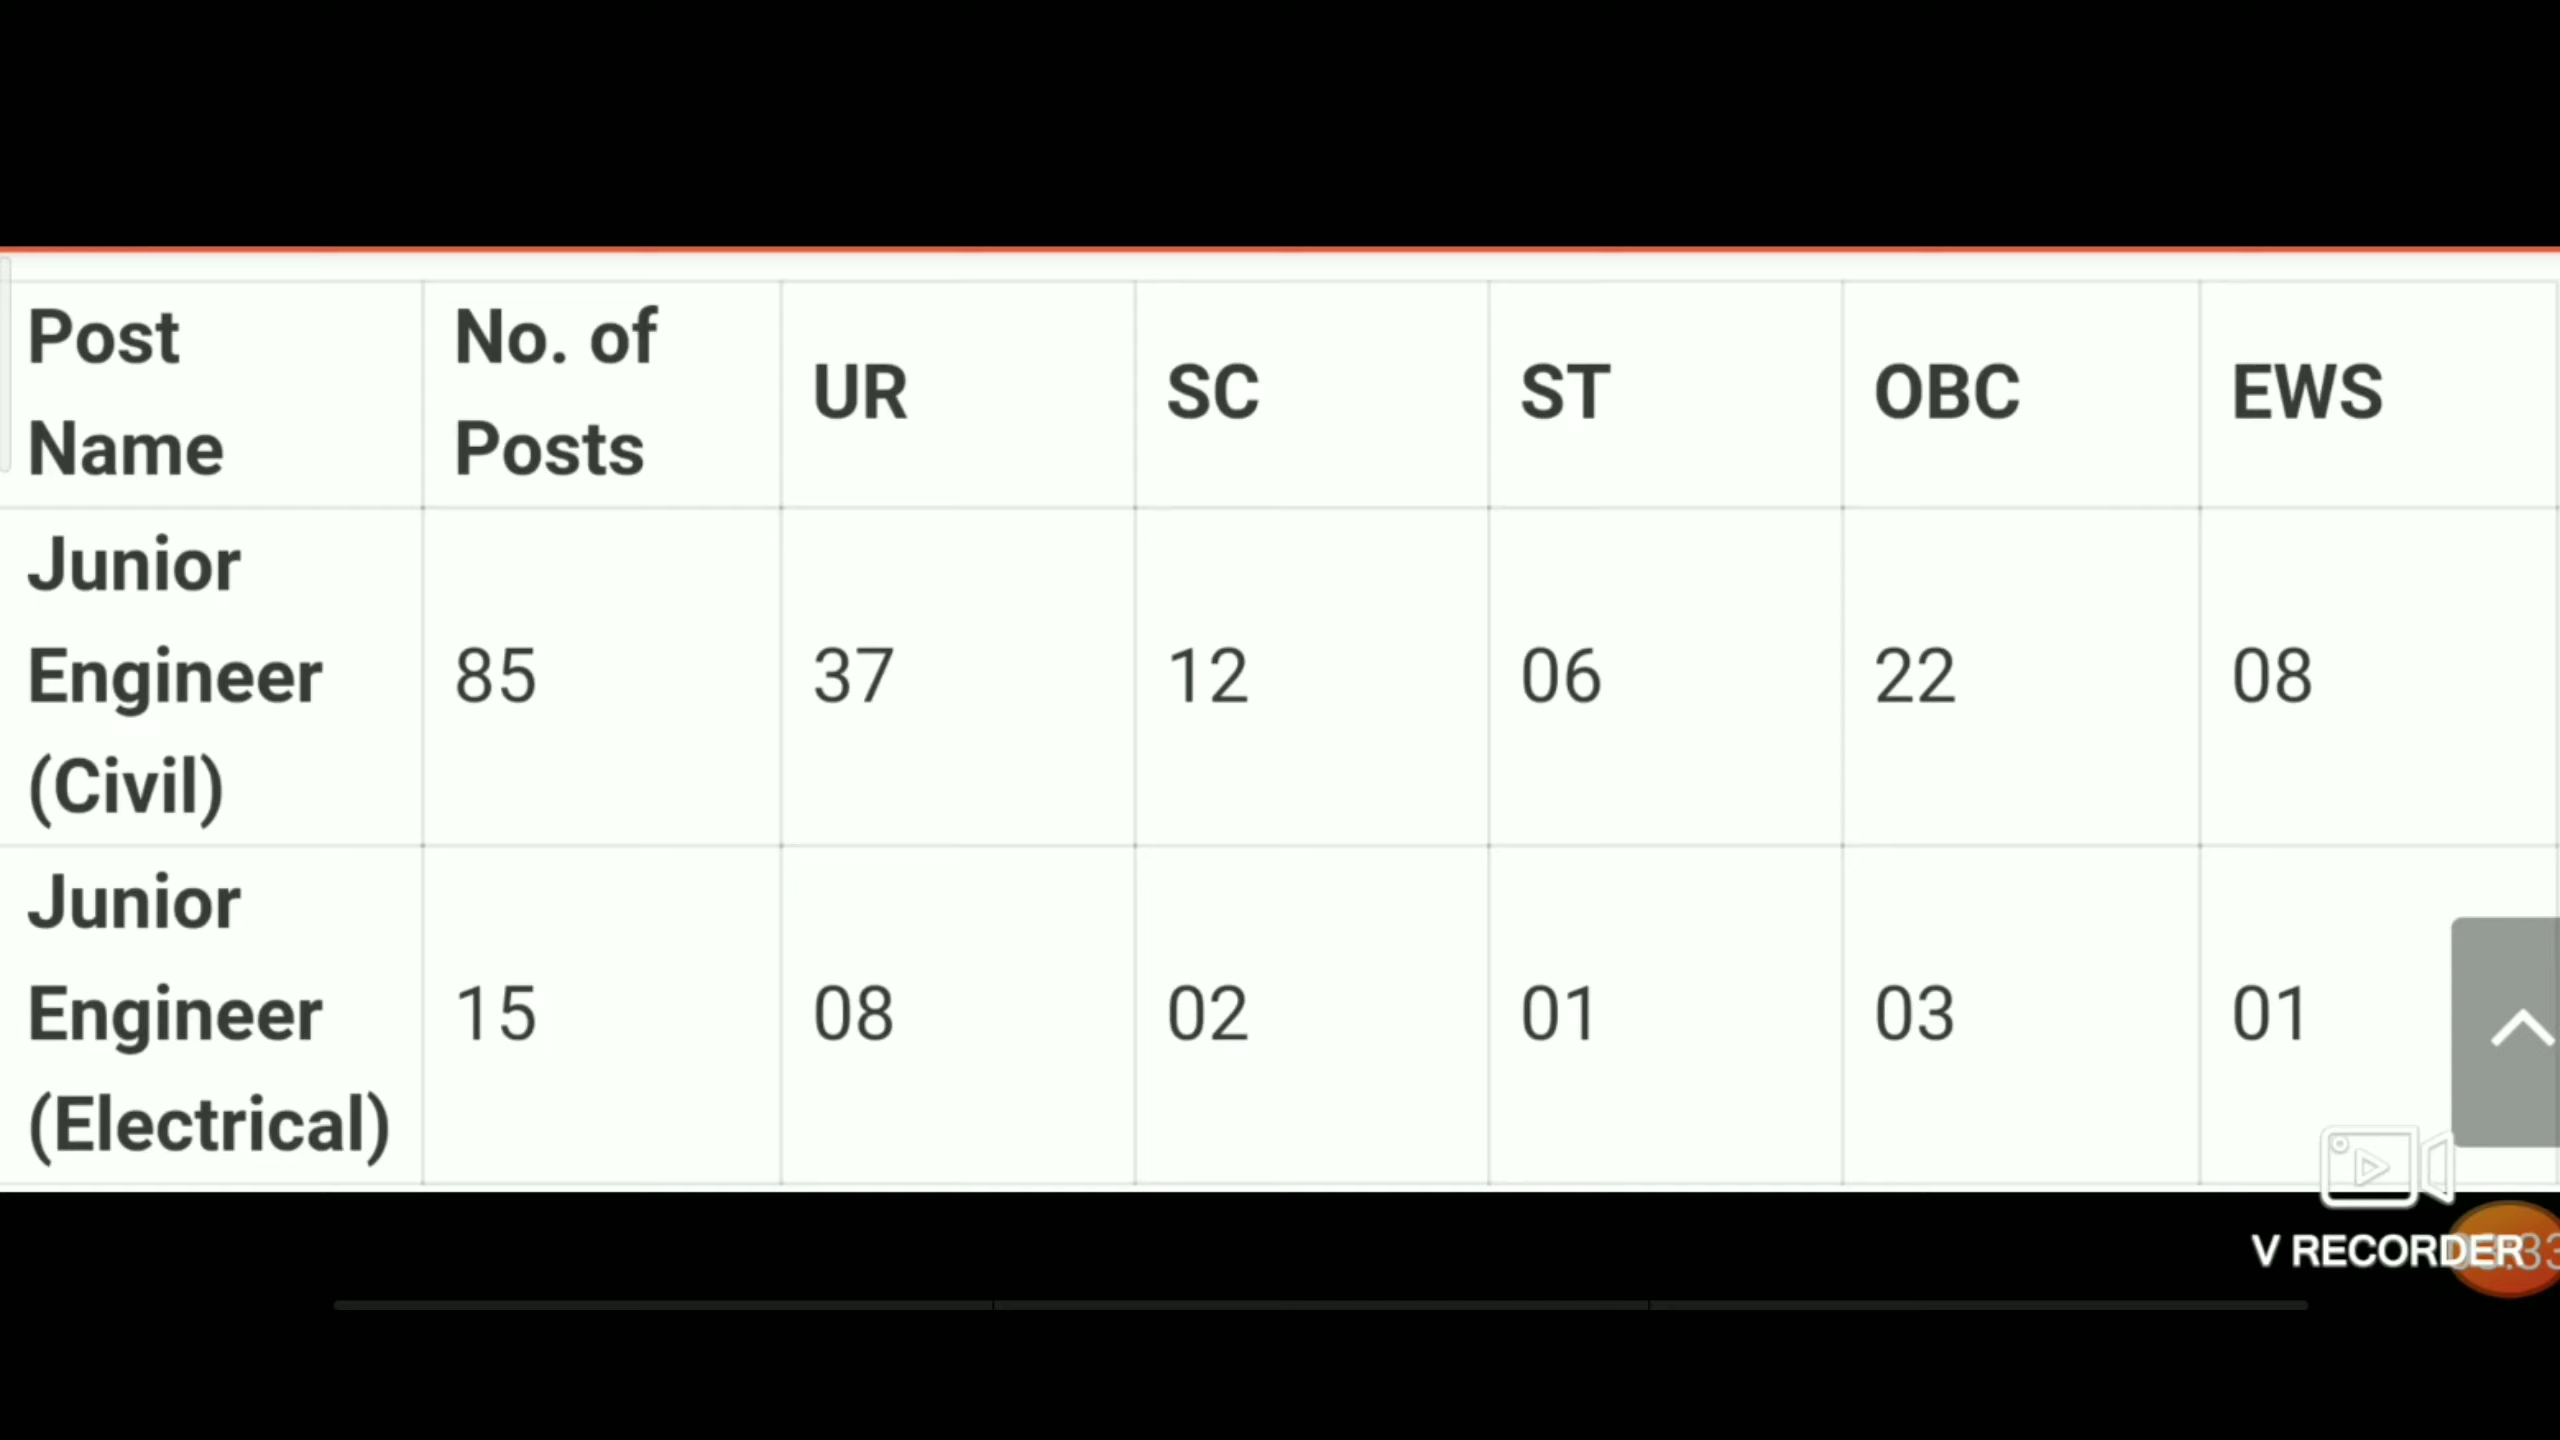 Post Name | No. of Posts | UR | SC | ST | OBC | EWS
Junior Engineer (Civil) | 85 | 37 | 12 | 06 | 22 | 08
Junior Engineer (Electrical) | 15 | 08 | 02 | 01 | 03 | 01
V RECORDER